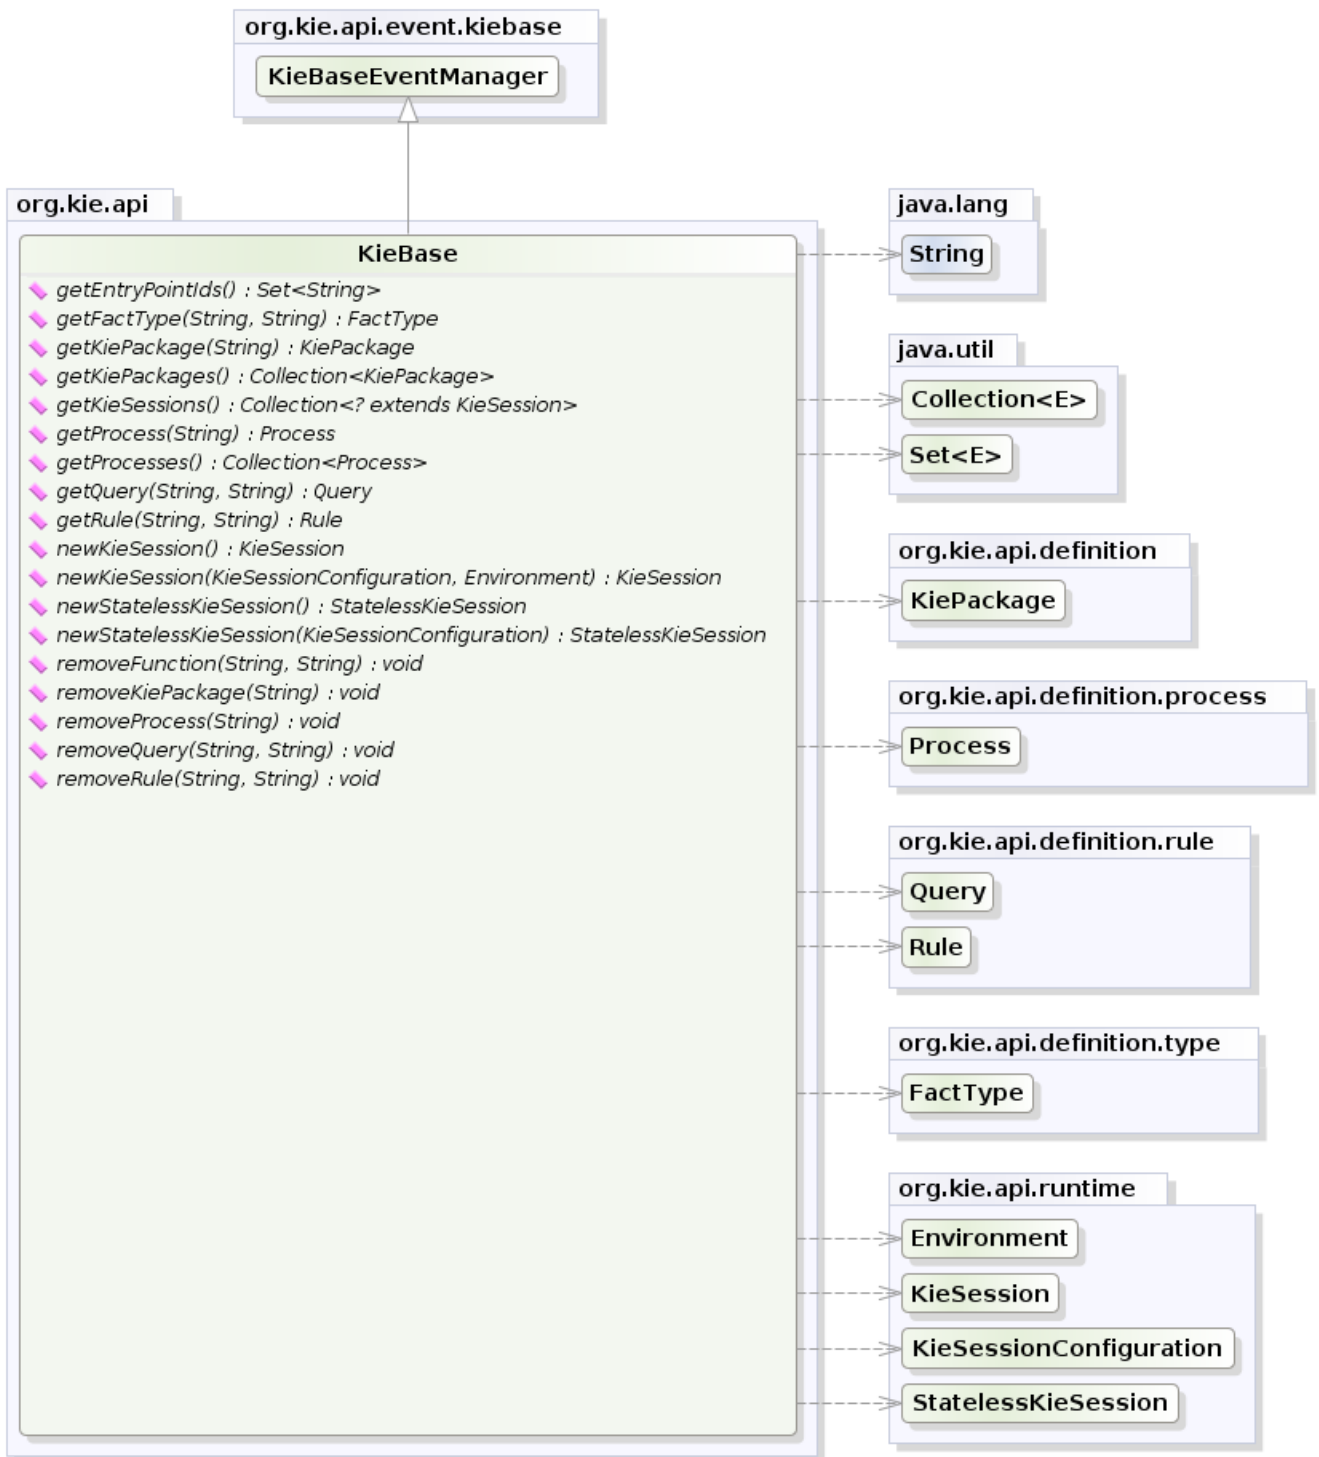 org.kie.api.event.kiebase
KieBaseEventManager
org.kie.api
KieBase
getEntryPointIds() : Set<String>
getFactType(String, String) : FactType
getKiePackage(String) : KiePackage
getKiePackages() : Collection<KiePackage>
getKieSessions() : Collection<? extends KieSession>
getProcess(String) : Process
getProcesses() : Collection<Process>
getQuery(String, String) : Query
getRule(String, String) : Rule
newKieSession() : KieSession
newKieSession(KieSessionConfiguration, Environment) : KieSession
newStatelessKieSession() : StatelessKieSession
newStatelessKieSession(KieSessionConfiguration) : StatelessKieSession
removeFunction(String, String) : void
removeKiePackage(String) : void
removeProcess(String) : void
removeQuery(String, String) : void
removeRule(String, String) : void
java.lang
String
java.util
Collection<E>
Set<E>
org.kie.api.definition
KiePackage
org.kie.api.definition.process
Process
org.kie.api.definition.rule
Query
Rule
org.kie.api.definition.type
FactType
org.kie.api.runtime
Environment
KieSession
KieSessionConfiguration
StatelessKieSession